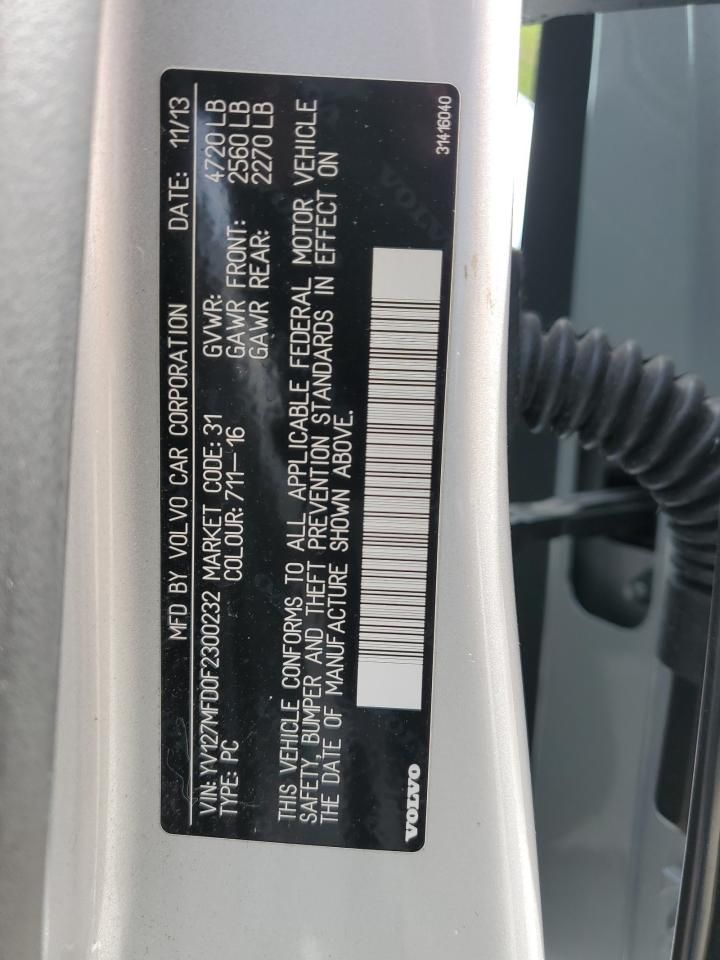 MFD BY VOLVO CAR CORPORATION DATE: 11/13
VIN: YV127MFD0F2300232 MARKET CODE: 31 GVWR: 4720 LB
TYPE: PC COLOUR: 711-16 GAWR FRONT: 2560 LB
GAWR REAR: 2270 LB
THIS VEHICLE CONFORMS TO ALL APPLICABLE FEDERAL MOTOR VEHICLE
SAFETY, BUMPER AND THEFT PREVENTION STANDARDS IN EFFECT ON
THE DATE OF MANUFACTURE SHOWN ABOVE.
VOLVO
31416040